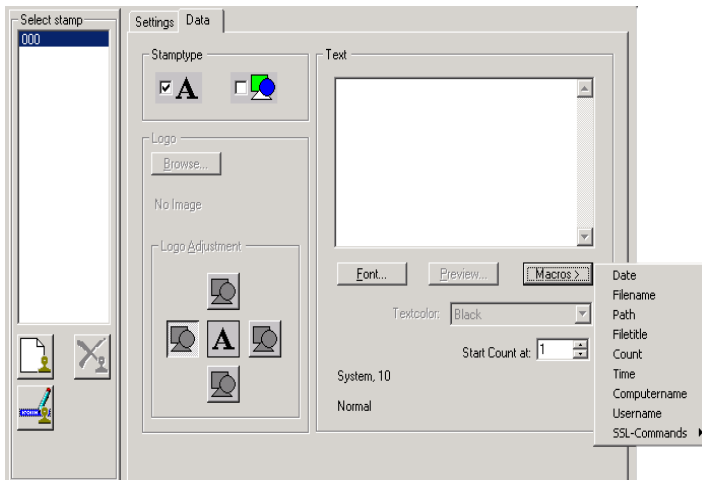 Select stamp
000
Settings
Data
Stamptype
A
Logo
Browse...
No Image
Logo Adjustment
A
Text
Font...
Preview...
Macros >
Textcolor:
Black
Start Count at:
1
System, 10
Normal
Date
Filename
Path
Filetitle
Count
Time
Computername
Username
SSL-Commands